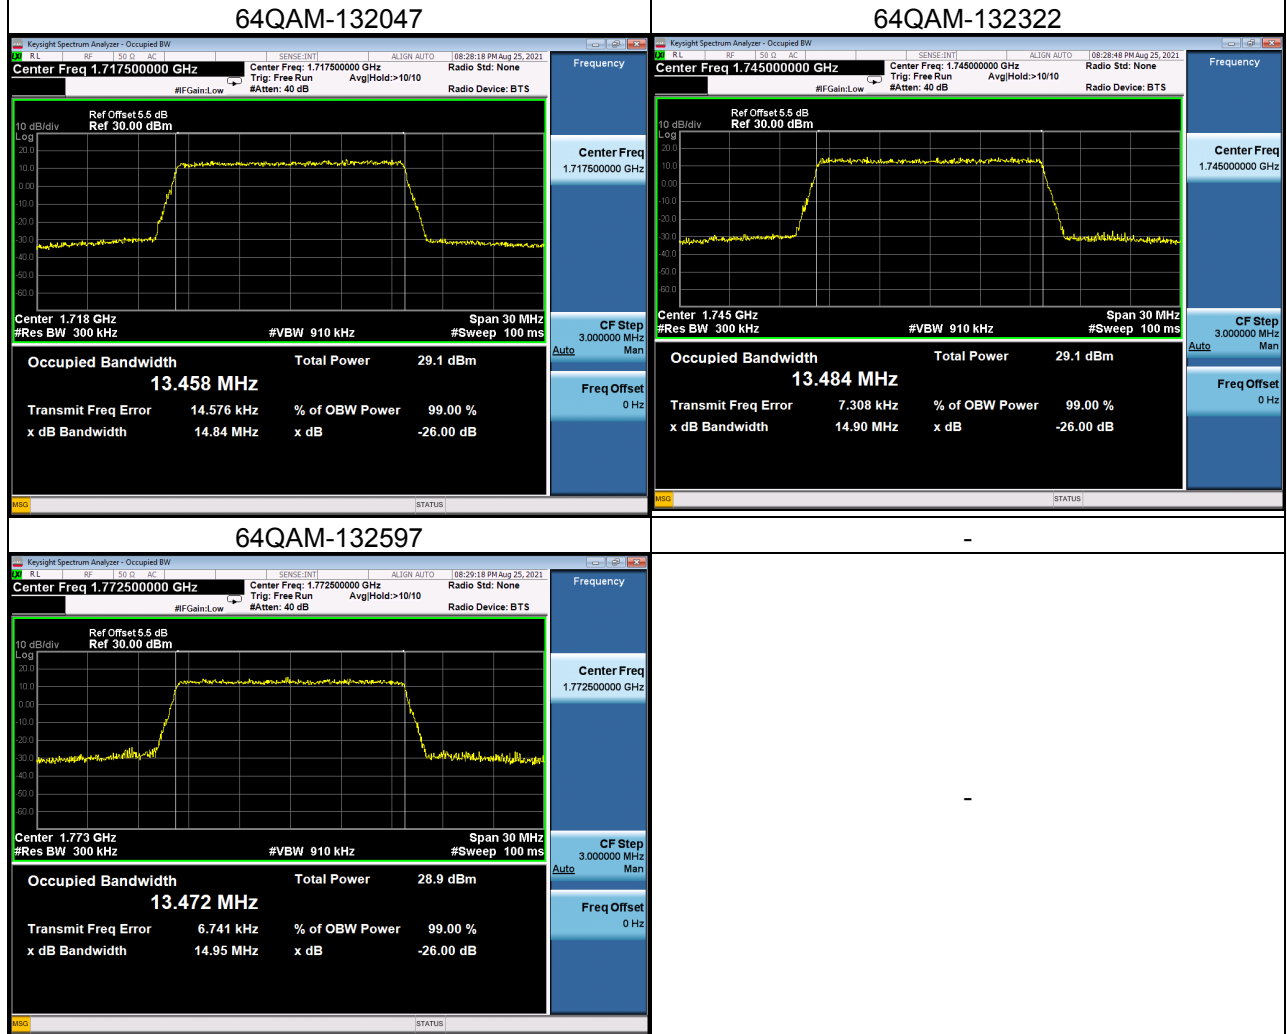 64QAM-132047
Keysight Spectrum Analyzer - Occupied BW
LXI RL RF 50 Ω AC SENSE:INT ALIGN AUTO 08:28:18 PM Aug 25, 2021
Center Freq 1.717500000 GHz
Center Freq: 1.717500000 GHz Radio Std: None
Trig: Free Run Avg|Hold:>10/10
#IFGain:Low #Atten: 40 dB Radio Device: BTS
Ref Offset 5.5 dB
10 dB/div Ref 30.00 dBm
Log
20.0
10.0
0.00
-10.0
-20.0
-30.0
-40.0
-50.0
-60.0
Center 1.718 GHz Span 30 MHz
#Res BW 300 kHz #VBW 910 kHz #Sweep 100 ms
Occupied Bandwidth Total Power 29.1 dBm
13.458 MHz
Transmit Freq Error 14.576 kHz % of OBW Power 99.00 %
x dB Bandwidth 14.84 MHz x dB -26.00 dB
MSG STATUS
Frequency
Center Freq
1.717500000 GHz
CF Step
3.000000 MHz
Auto Man
Freq Offset
0 Hz
64QAM-132322
Keysight Spectrum Analyzer - Occupied BW
LXI RL RF 50 Ω AC SENSE:INT ALIGN AUTO 08:28:48 PM Aug 25, 2021
Center Freq 1.745000000 GHz
Center Freq: 1.745000000 GHz Radio Std: None
Trig: Free Run Avg|Hold:>10/10
#IFGain:Low #Atten: 40 dB Radio Device: BTS
Ref Offset 5.5 dB
10 dB/div Ref 30.00 dBm
Log
20.0
10.0
0.00
-10.0
-20.0
-30.0
-40.0
-50.0
-60.0
Center 1.745 GHz Span 30 MHz
#Res BW 300 kHz #VBW 910 kHz #Sweep 100 ms
Occupied Bandwidth Total Power 29.1 dBm
13.484 MHz
Transmit Freq Error 7.308 kHz % of OBW Power 99.00 %
x dB Bandwidth 14.90 MHz x dB -26.00 dB
MSG STATUS
Frequency
Center Freq
1.745000000 GHz
CF Step
3.000000 MHz
Auto Man
Freq Offset
0 Hz
64QAM-132597
Keysight Spectrum Analyzer - Occupied BW
LXI RL RF 50 Ω AC SENSE:INT ALIGN AUTO 08:29:18 PM Aug 25, 2021
Center Freq 1.772500000 GHz
Center Freq: 1.772500000 GHz Radio Std: None
Trig: Free Run Avg|Hold:>10/10
#IFGain:Low #Atten: 40 dB Radio Device: BTS
Ref Offset 5.5 dB
10 dB/div Ref 30.00 dBm
Log
20.0
10.0
0.00
-10.0
-20.0
-30.0
-40.0
-50.0
-60.0
Center 1.773 GHz Span 30 MHz
#Res BW 300 kHz #VBW 910 kHz #Sweep 100 ms
Occupied Bandwidth Total Power 28.9 dBm
13.472 MHz
Transmit Freq Error 6.741 kHz % of OBW Power 99.00 %
x dB Bandwidth 14.95 MHz x dB -26.00 dB
MSG STATUS
Frequency
Center Freq
1.772500000 GHz
CF Step
3.000000 MHz
Auto Man
Freq Offset
0 Hz
-
-